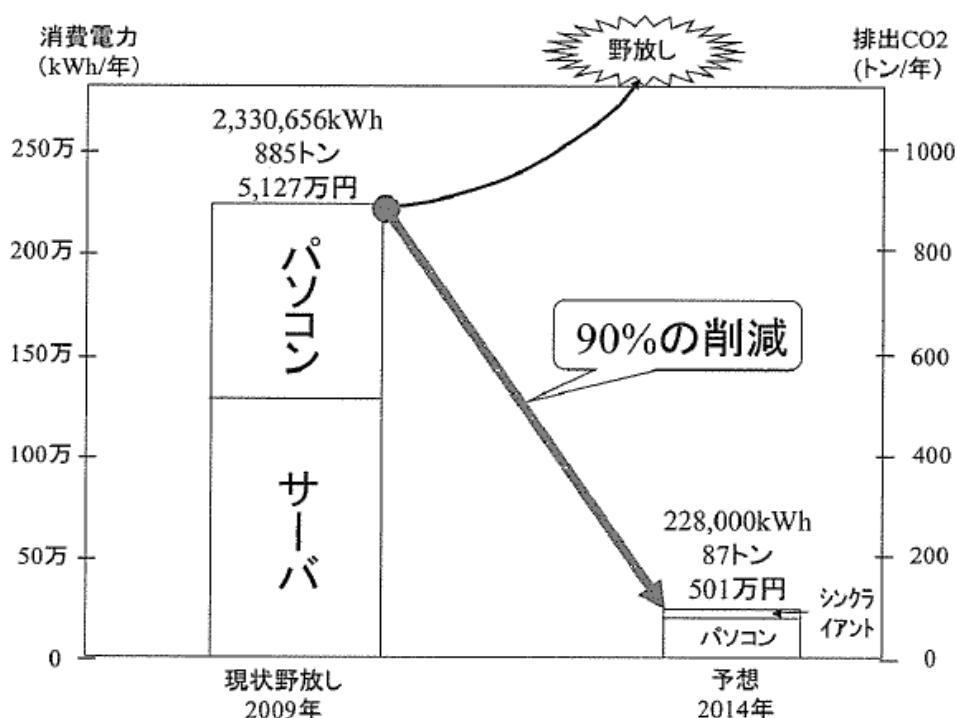 消費電力
(kWh/年)
野放し
排出CO2
(トン/年)
2,330,656kWh
885トン
5,127万円
250万
200万
150万
100万
50万
0
1000
800
600
400
200
0
パソコン
サーバ
90%の削減
228,000kWh
87トン
501万円
シンクラ
イアント
パソコン
現状野放し
2009年
予想
2014年